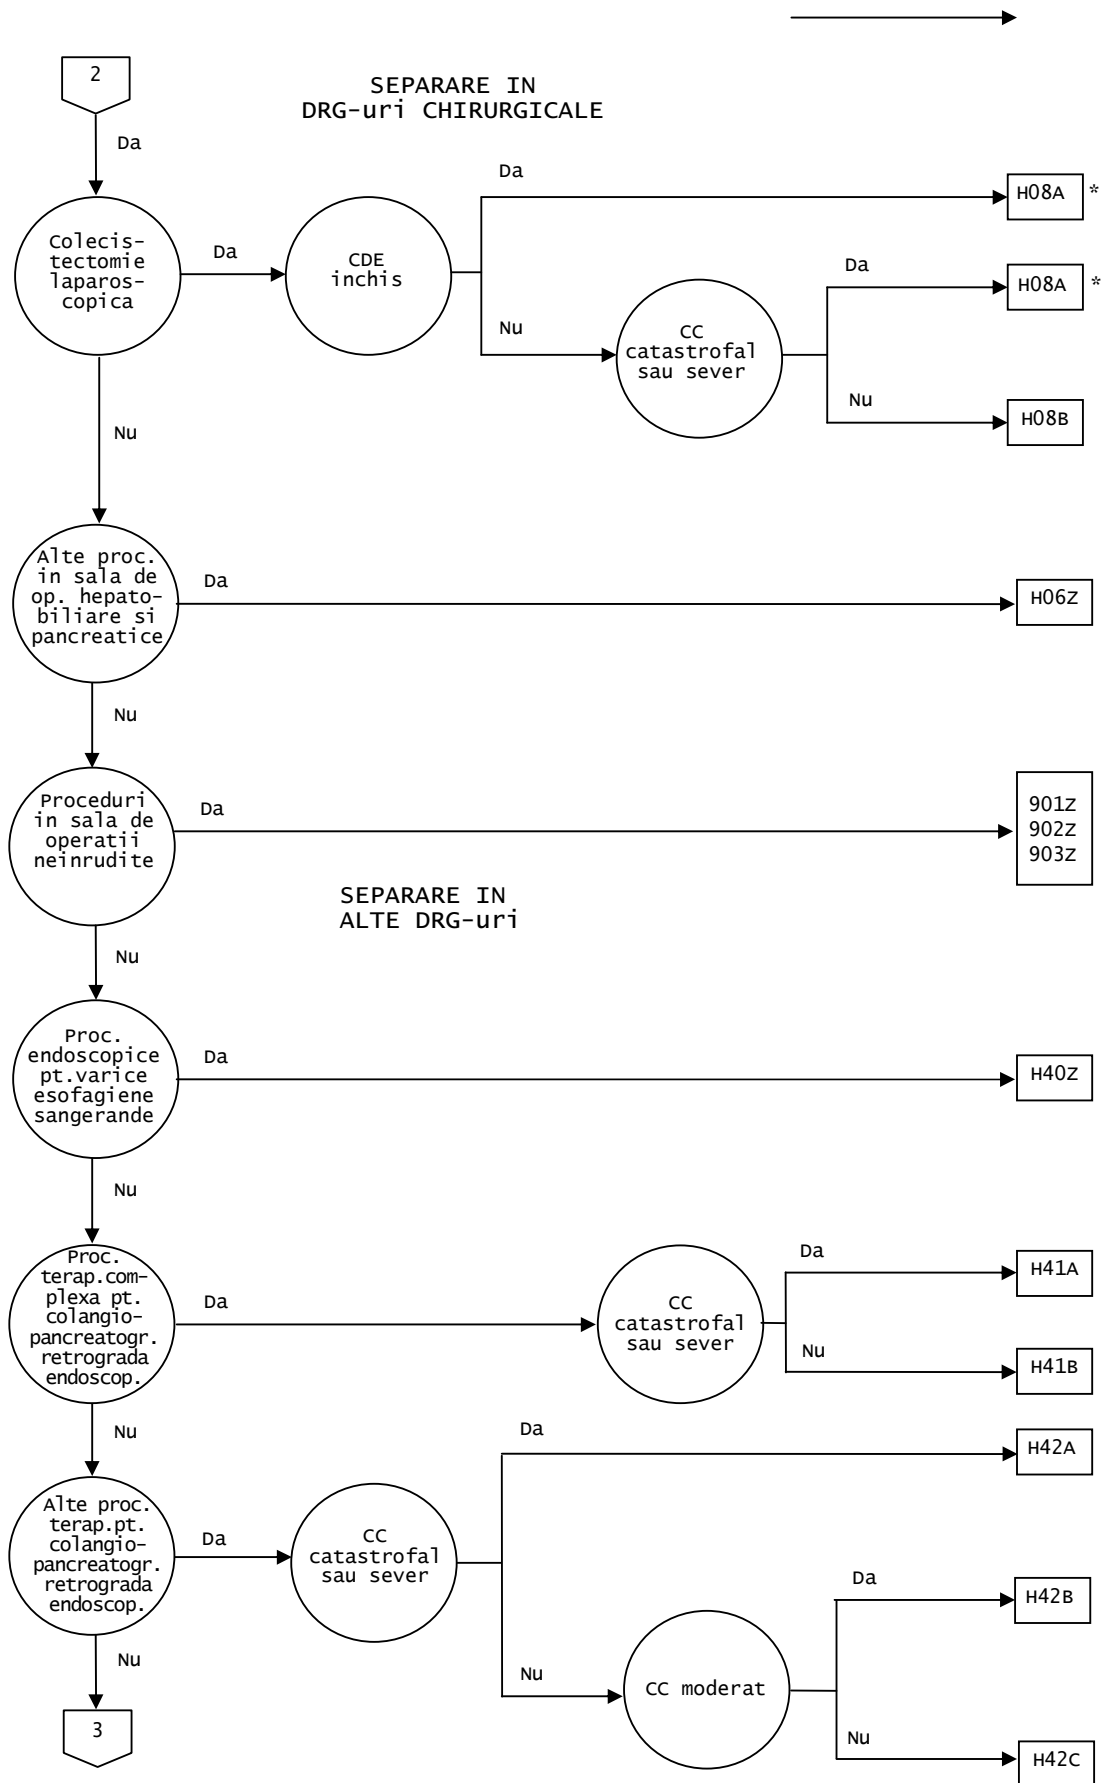 2
SEPARARE IN
DRG-uri CHIRURGICALE
Da
Da
H08A *
Colecis-
tectomie
laparos-
copica
Da
CDE
inchis
Da
H08A *
Nu
CC
catastrofal
sau sever
Nu
H08B
Nu
Alte proc.
in sala de
op. hepato-
biliare si
pancreatice
Da
H06Z
Nu
Proceduri
in sala de
operatii
neinrudite
Da
901Z
902Z
903Z
SEPARARE IN
ALTE DRG-uri
Nu
Proc.
endoscopice
pt.varice
esofagiene
sangerande
Da
H40Z
Nu
Proc.
terap.com-
plexa pt.
colangio-
pancreatogr.
retrograda
endoscop.
Da
CC
catastrofal
sau sever
Da
H41A
Nu
H41B
Nu
Da
H42A
Alte proc.
terap.pt.
colangio-
pancreatogr.
retrograda
endoscop.
Da
CC
catastrofal
sau sever
Da
H42B
Nu
Nu
CC moderat
3
Nu
H42C